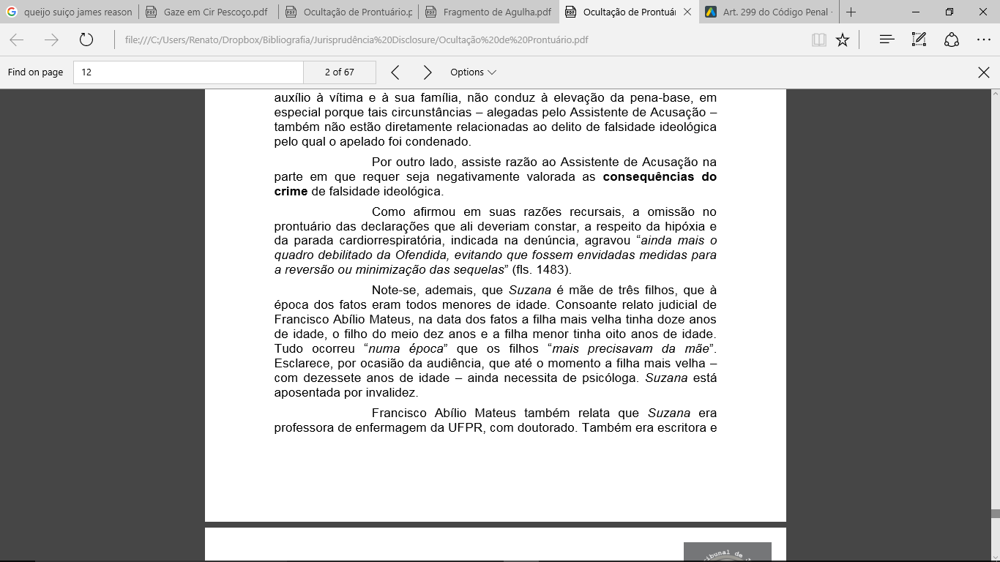 queijo suiço james reason
Gaze em Cir Pescoço.pdf
Ocultação de Prontuário.p
Fragmento de Agulha.pdf
Ocultação de Prontuár
Art. 299 do Código Penal -
file:///C:/Users/Renato/Dropbox/Bibliografia/Jurisprudência%20Disclosure/Ocultação%20de%20Prontuário.pdf
Find on page 12 2 of 67 Options
auxílio à vítima e à sua família, não conduz à elevação da pena-base, em
especial porque tais circunstâncias – alegadas pelo Assistente de Acusação –
também não estão diretamente relacionadas ao delito de falsidade ideológica
pelo qual o apelado foi condenado.
Por outro lado, assiste razão ao Assistente de Acusação na
parte em que requer seja negativamente valorada as consequências do
crime de falsidade ideológica.
Como afirmou em suas razões recursais, a omissão no
prontuário das declarações que ali deveriam constar, a respeito da hipóxia e
da parada cardiorrespiratória, indicada na denúncia, agravou “ainda mais o
quadro debilitado da Ofendida, evitando que fossem envidadas medidas para
a reversão ou minimização das sequelas” (fls. 1483).
Note-se, ademais, que Suzana é mãe de três filhos, que à
época dos fatos eram todos menores de idade. Consoante relato judicial de
Francisco Abílio Mateus, na data dos fatos a filha mais velha tinha doze anos
de idade, o filho do meio dez anos e a filha menor tinha oito anos de idade.
Tudo ocorreu “numa época” que os filhos “mais precisavam da mãe”.
Esclarece, por ocasião da audiência, que até o momento a filha mais velha –
com dezessete anos de idade – ainda necessita de psicóloga. Suzana está
aposentada por invalidez.
Francisco Abílio Mateus também relata que Suzana era
professora de enfermagem da UFPR, com doutorado. Também era escritora e